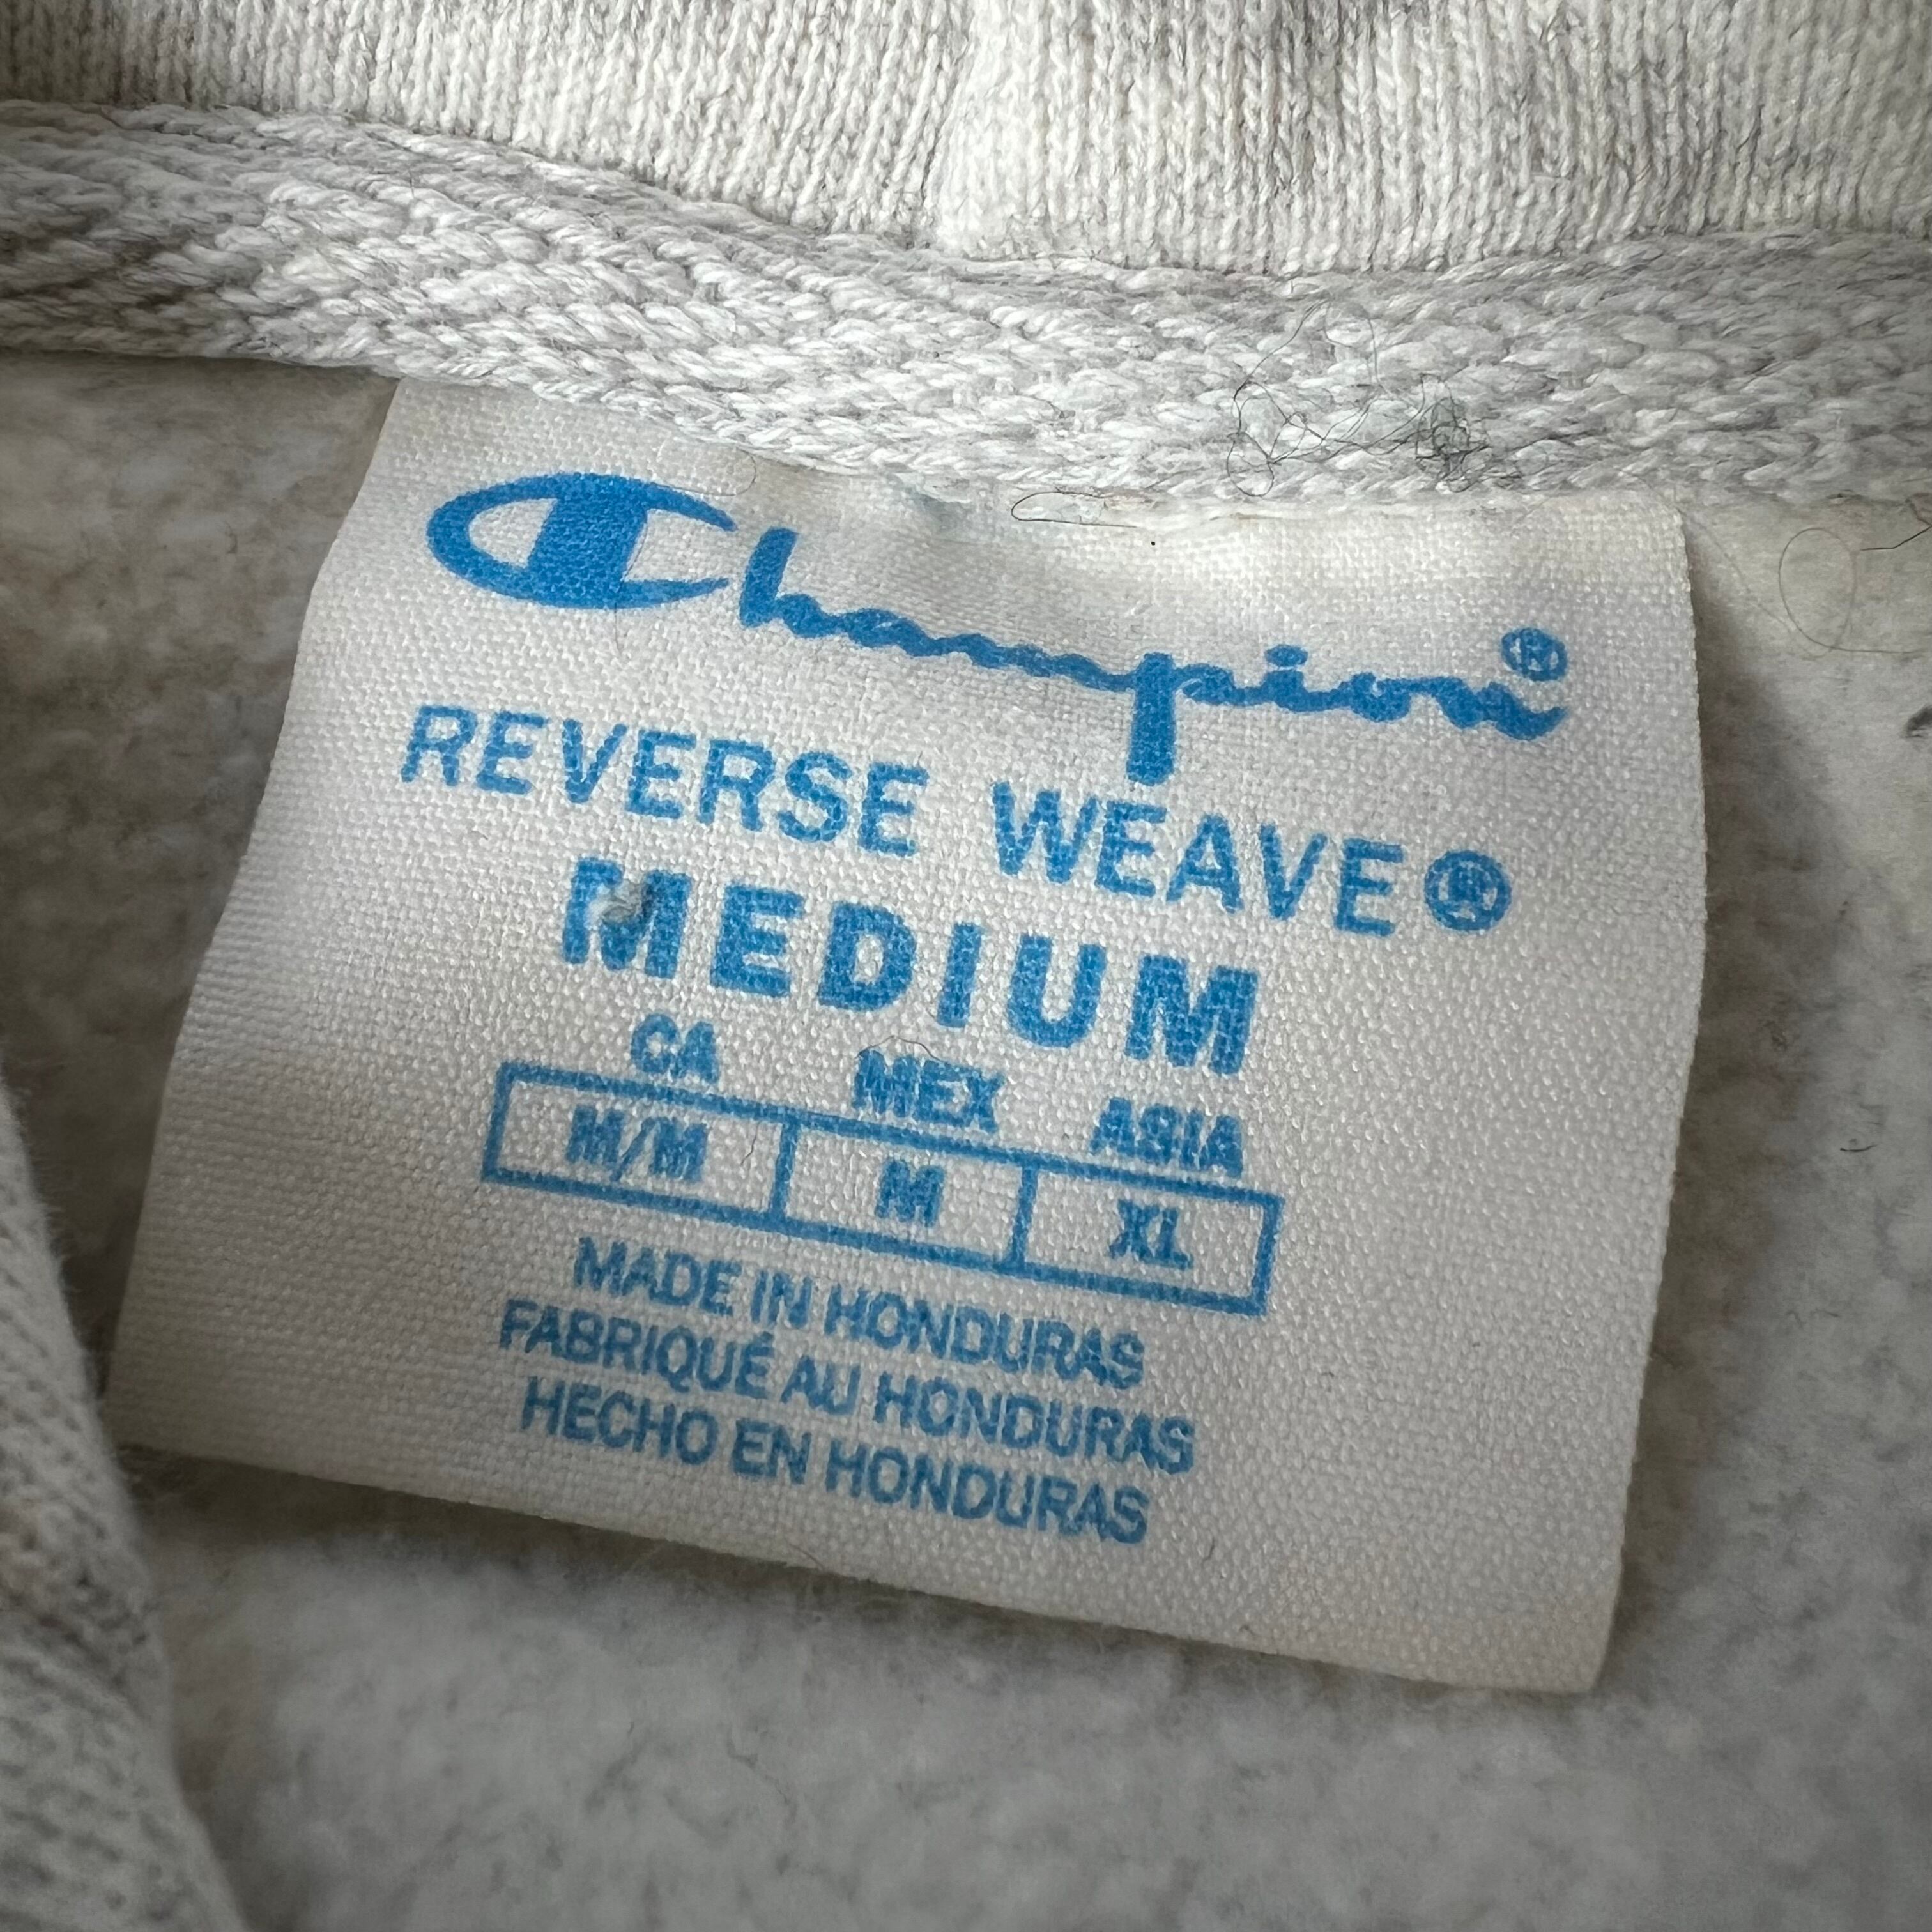 Champion®
REVERSE WEAVE®
MEDIUM
CA MEX ASIA
M/M M XL
MADE IN HONDURAS
FABRIQUÉ AU HONDURAS
HECHO EN HONDURAS